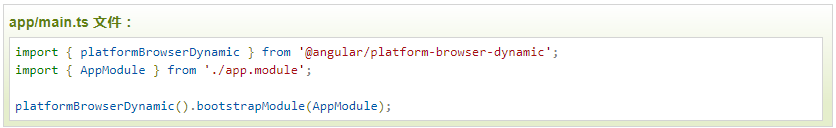 app/main.ts 文件：
import { platformBrowserDynamic } from '@angular/platform-browser-dynamic';
import { AppModule } from './app.module';
platformBrowserDynamic().bootstrapModule(AppModule);